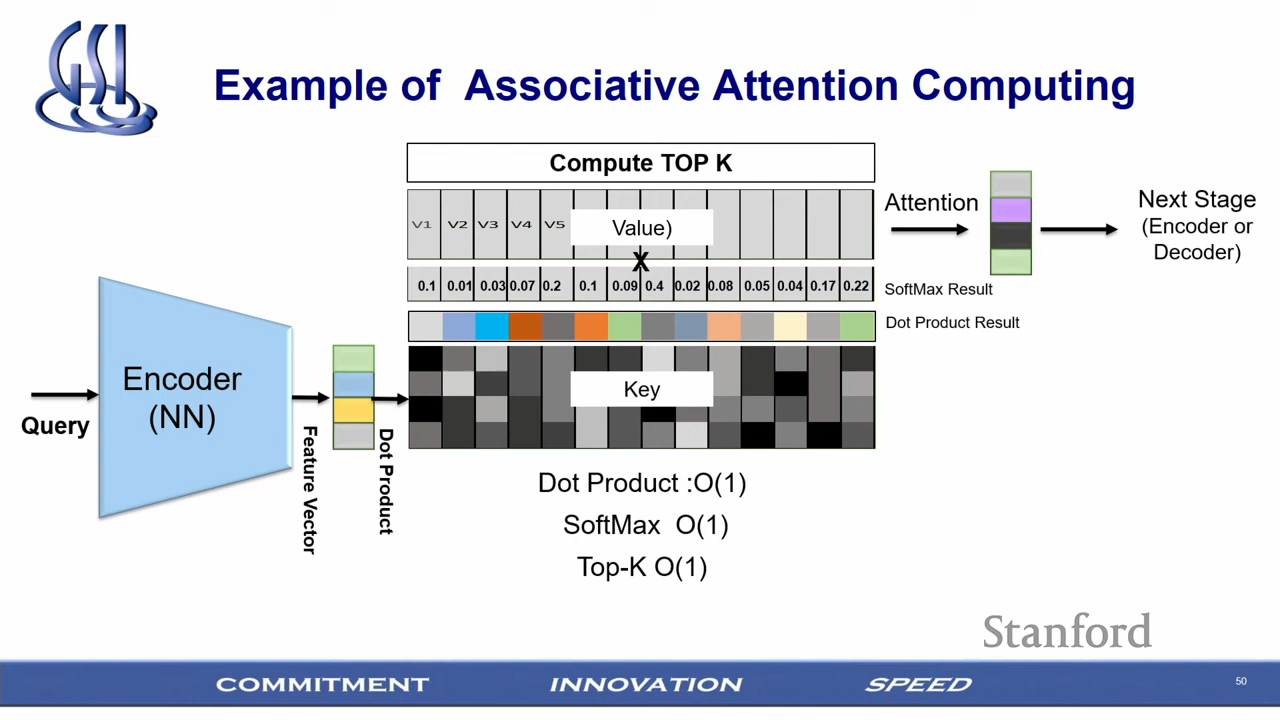 GSI
Example of Associative Attention Computing
Compute TOP K
V1 V2 V3 V4 V5 Value)
X
0.1 0.01 0.03 0.07 0.2 0.1 0.09 0.4 0.02 0.08 0.05 0.04 0.17 0.22
SoftMax Result
Dot Product Result
Attention
Next Stage
(Encoder or
Decoder)
Query
Encoder
(NN)
Feature Vector
Dot Product
Key
Dot Product :O(1)
SoftMax O(1)
Top-K O(1)
Stanford
COMMITMENT INNOVATION SPEED
50